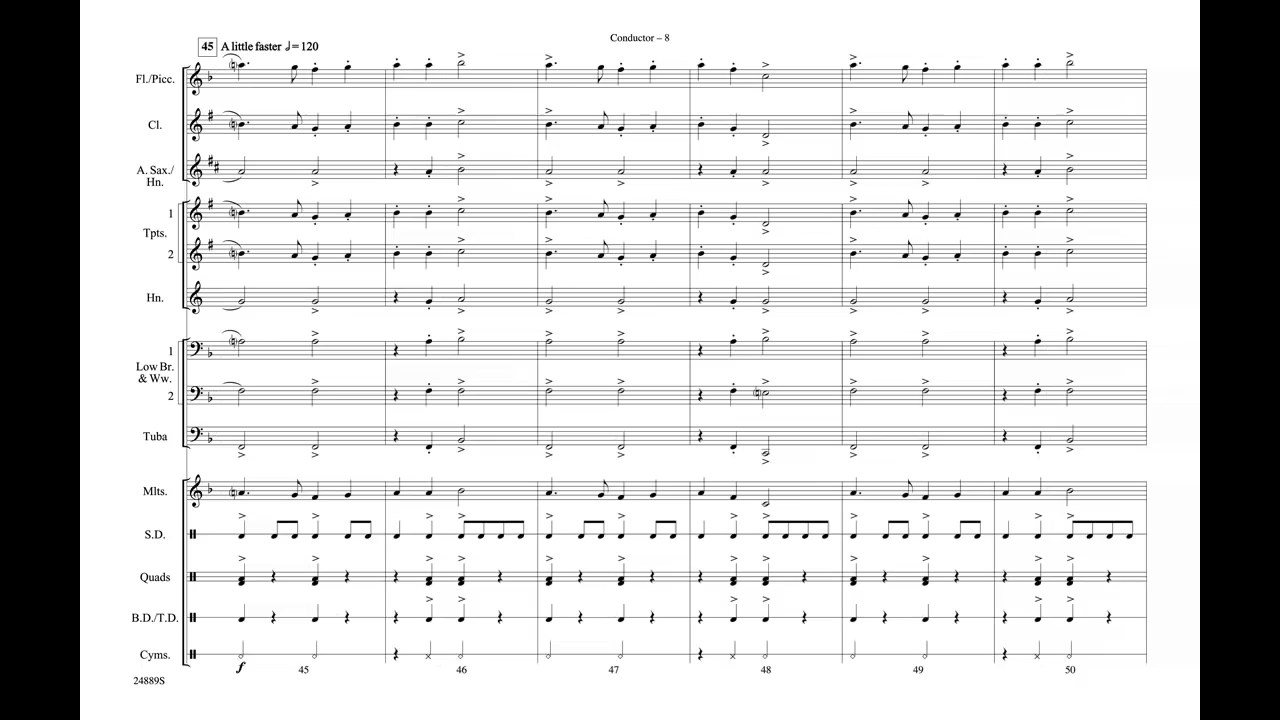 Conductor – 8
45 A little faster 𝅗𝅥 = 120
Fl./Picc.
Cl.
A. Sax./
Hn.
1
Tpts.
2
Hn.
1
Low Br.
& Ww.
2
Tuba
Mlts.
S.D.
Quads
B.D./T.D.
Cyms.
f
45 46 47 48 49 50
24889S